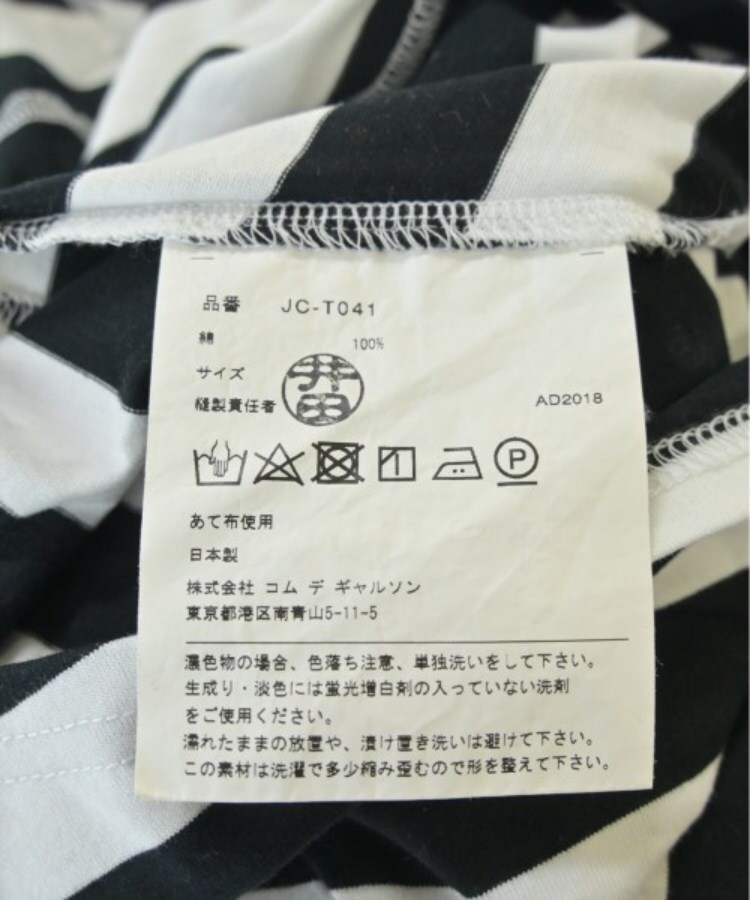 品番 JC-T041
綿 100%
サイズ
縫製責任者 井田 AD2018
P
あて布使用
日本製
株式会社 コム デ ギャルソン
東京都港区南青山5-11-5
濃色物の場合、色落ち注意、単独洗いをして下さい。
生成り・淡色には蛍光増白剤の入っていない洗剤
をご使用ください。
濡れたままの放置や、漬け置き洗いは避けて下さい。
この素材は洗濯で多少縮み歪むので形を整えて下さい。